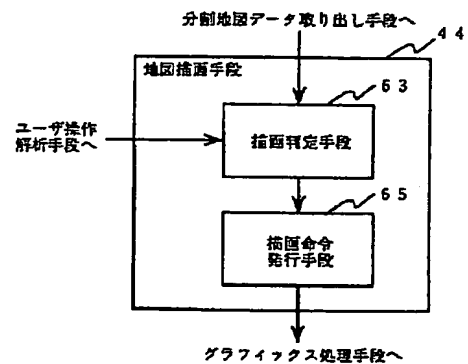 分割地図データ取り出し手段へ
44
地図描画手段
63
ユーザ操作
解析手段へ
描画判定手段
65
描画命令
発行手段
グラフィックス処理手段へ